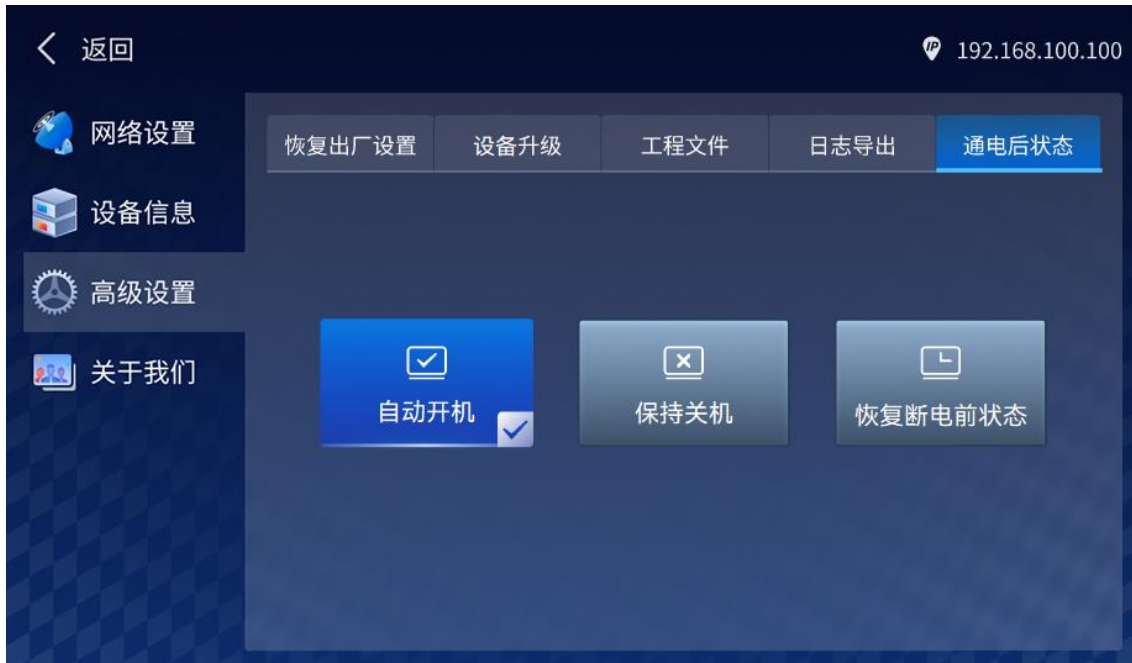 返回
IP 192.168.100.100
网络设置
设备信息
高级设置
关于我们
恢复出厂设置 设备升级 工程文件 日志导出 通电后状态
自动开机 保持关机 恢复断电前状态